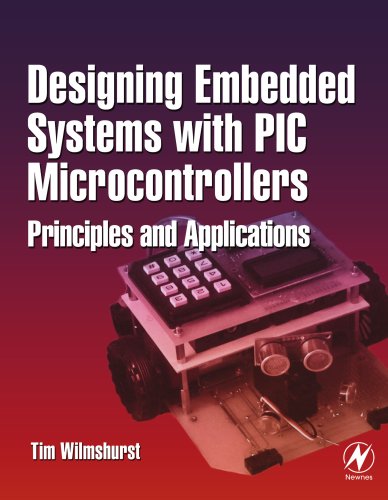 Designing Embedded
Systems with PIC
Microcontrollers
Principles and Applications
Tim Wilmshurst
Newnes